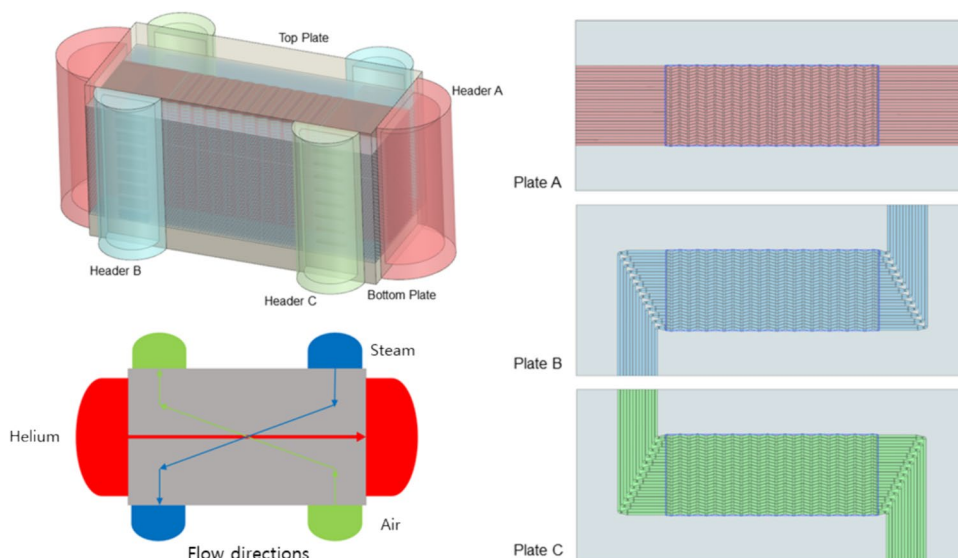 Top Plate
Header A
Header B
Header C
Bottom Plate
Steam
Helium
Air
Flow directions
Plate A
Plate B
Plate C